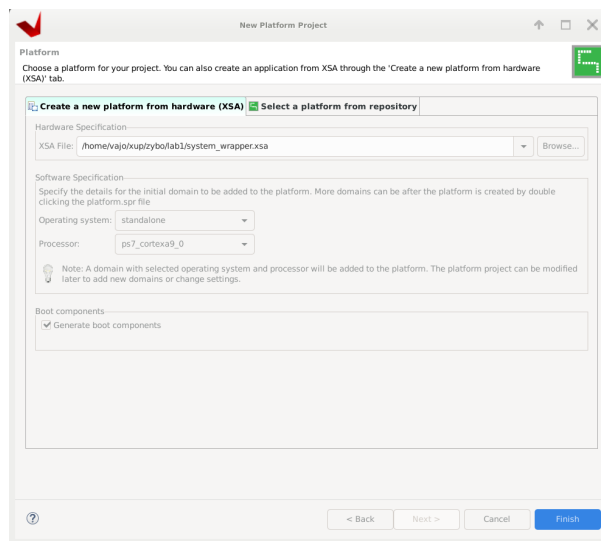 New Platform Project
Platform
Choose a platform for your project. You can also create an application from XSA through the 'Create a new platform from hardware
(XSA)' tab.
Create a new platform from hardware (XSA) Select a platform from repository
Hardware Specification
XSA File: /home/vajo/xup/zybo/lab1/system_wrapper.xsa Browse...
Software Specification
Specify the details for the initial domain to be added to the platform. More domains can be after the platform is created by double
clicking the platform.spr file
Operating system: standalone
Processor: ps7_cortexa9_0
Note: A domain with selected operating system and processor will be added to the platform. The platform project can be modified
later to add new domains or change settings.
Boot components
Generate boot components
? < Back Next > Cancel Finish